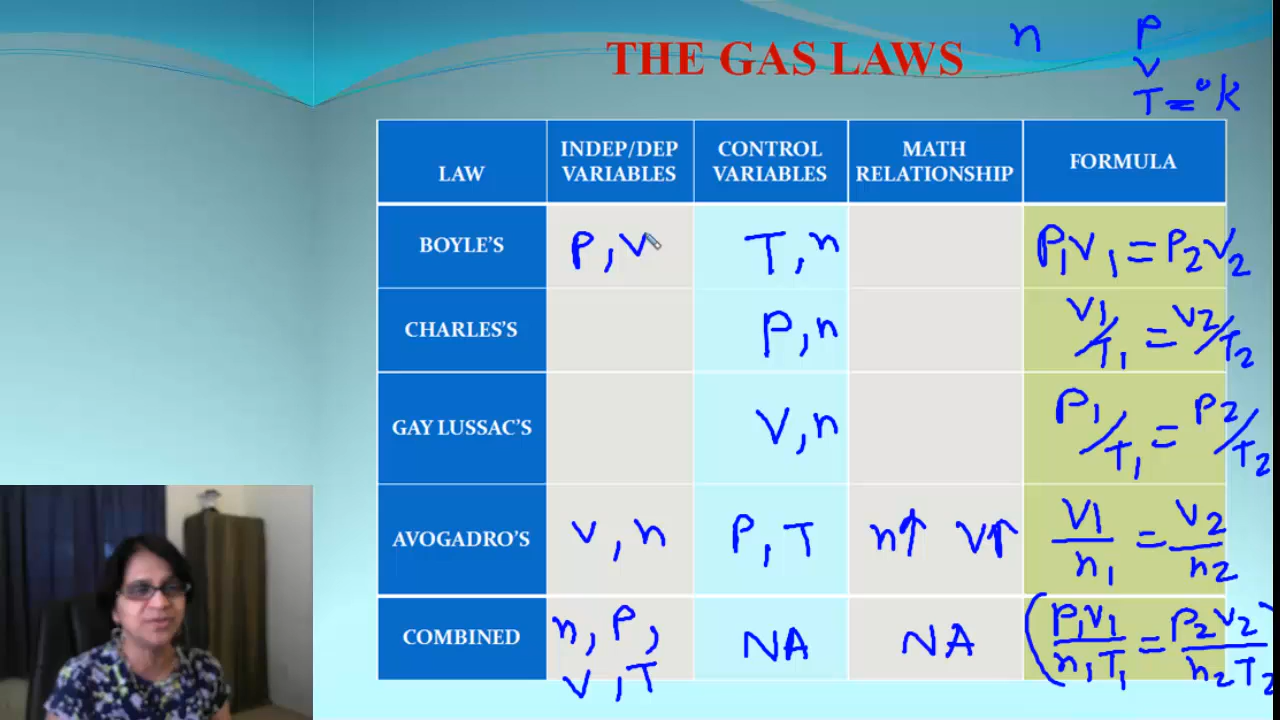 THE GAS LAWS
n P
V
T = °K
LAW INDEP/DEP VARIABLES CONTROL VARIABLES MATH RELATIONSHIP FORMULA
BOYLE'S P, V T, n P₁V₁ = P₂V₂
CHARLES'S P, n V₁/T₁ = V₂/T₂
GAY LUSSAC'S V, n P₁/T₁ = P₂/T₂
AVOGADRO'S V, n P, T n↑ V↑ V₁/n₁ = V₂/n₂
COMBINED n, P, V, T NA NA (P₁V₁/n₁T₁ = P₂V₂/n₂T₂)